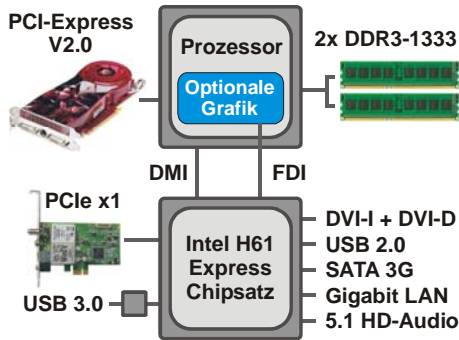 PCI-Express
V2.0
Prozessor
Optionale
Grafik
2x DDR3-1333
DMI
FDI
PCIe x1
USB 3.0
Intel H61
Express
Chipsatz
DVI-I + DVI-D
USB 2.0
SATA 3G
Gigabit LAN
5.1 HD-Audio